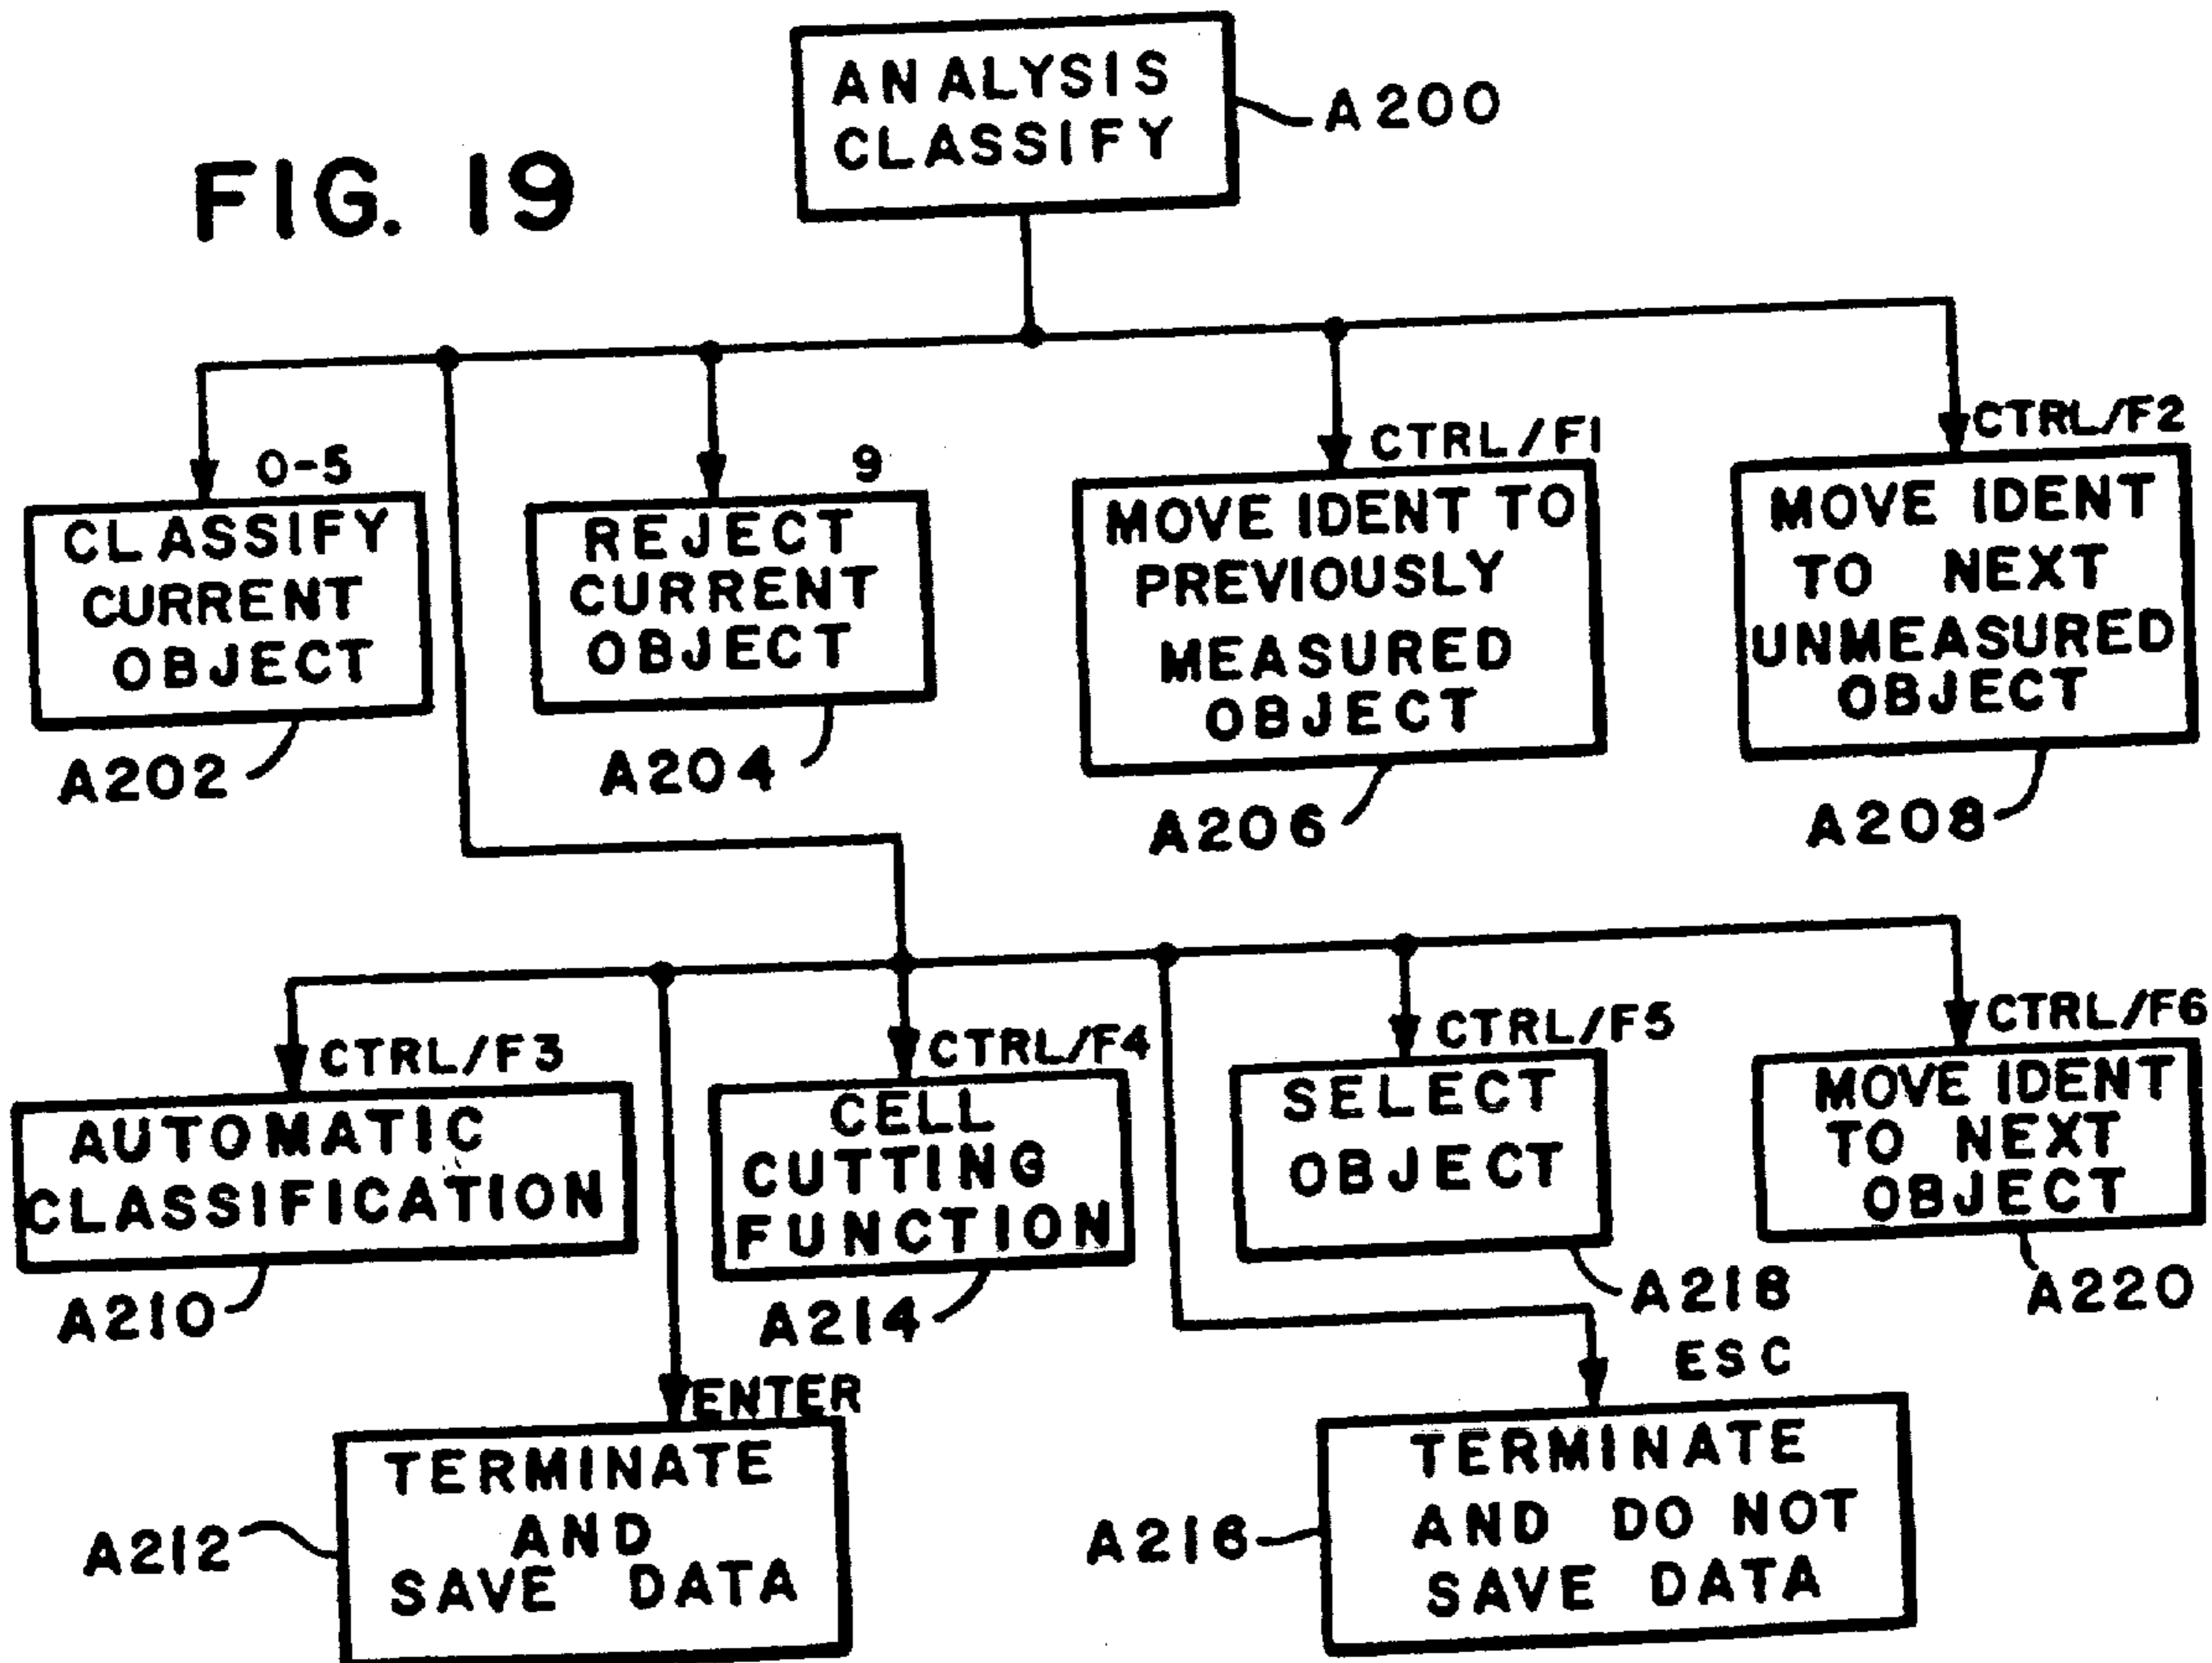 ANALYSIS
CLASSIFY
A200
FIG. 19
0-5
CLASSIFY
CURRENT
OBJECT
A202
9
REJECT
CURRENT
OBJECT
A204
CTRL/F1
MOVE IDENT TO
PREVIOUSLY
MEASURED
OBJECT
A206
CTRL/F2
MOVE IDENT
TO NEXT
UNMEASURED
OBJECT
A208
CTRL/F3
AUTOMATIC
CLASSIFICATION
A210
CTRL/F4
CELL
CUTTING
FUNCTION
A214
CTRL/F5
SELECT
OBJECT
A218
CTRL/F6
MOVE IDENT
TO NEXT
OBJECT
A220
ENTER
TERMINATE
AND
SAVE DATA
A212
ESC
TERMINATE
AND DO NOT
SAVE DATA
A216